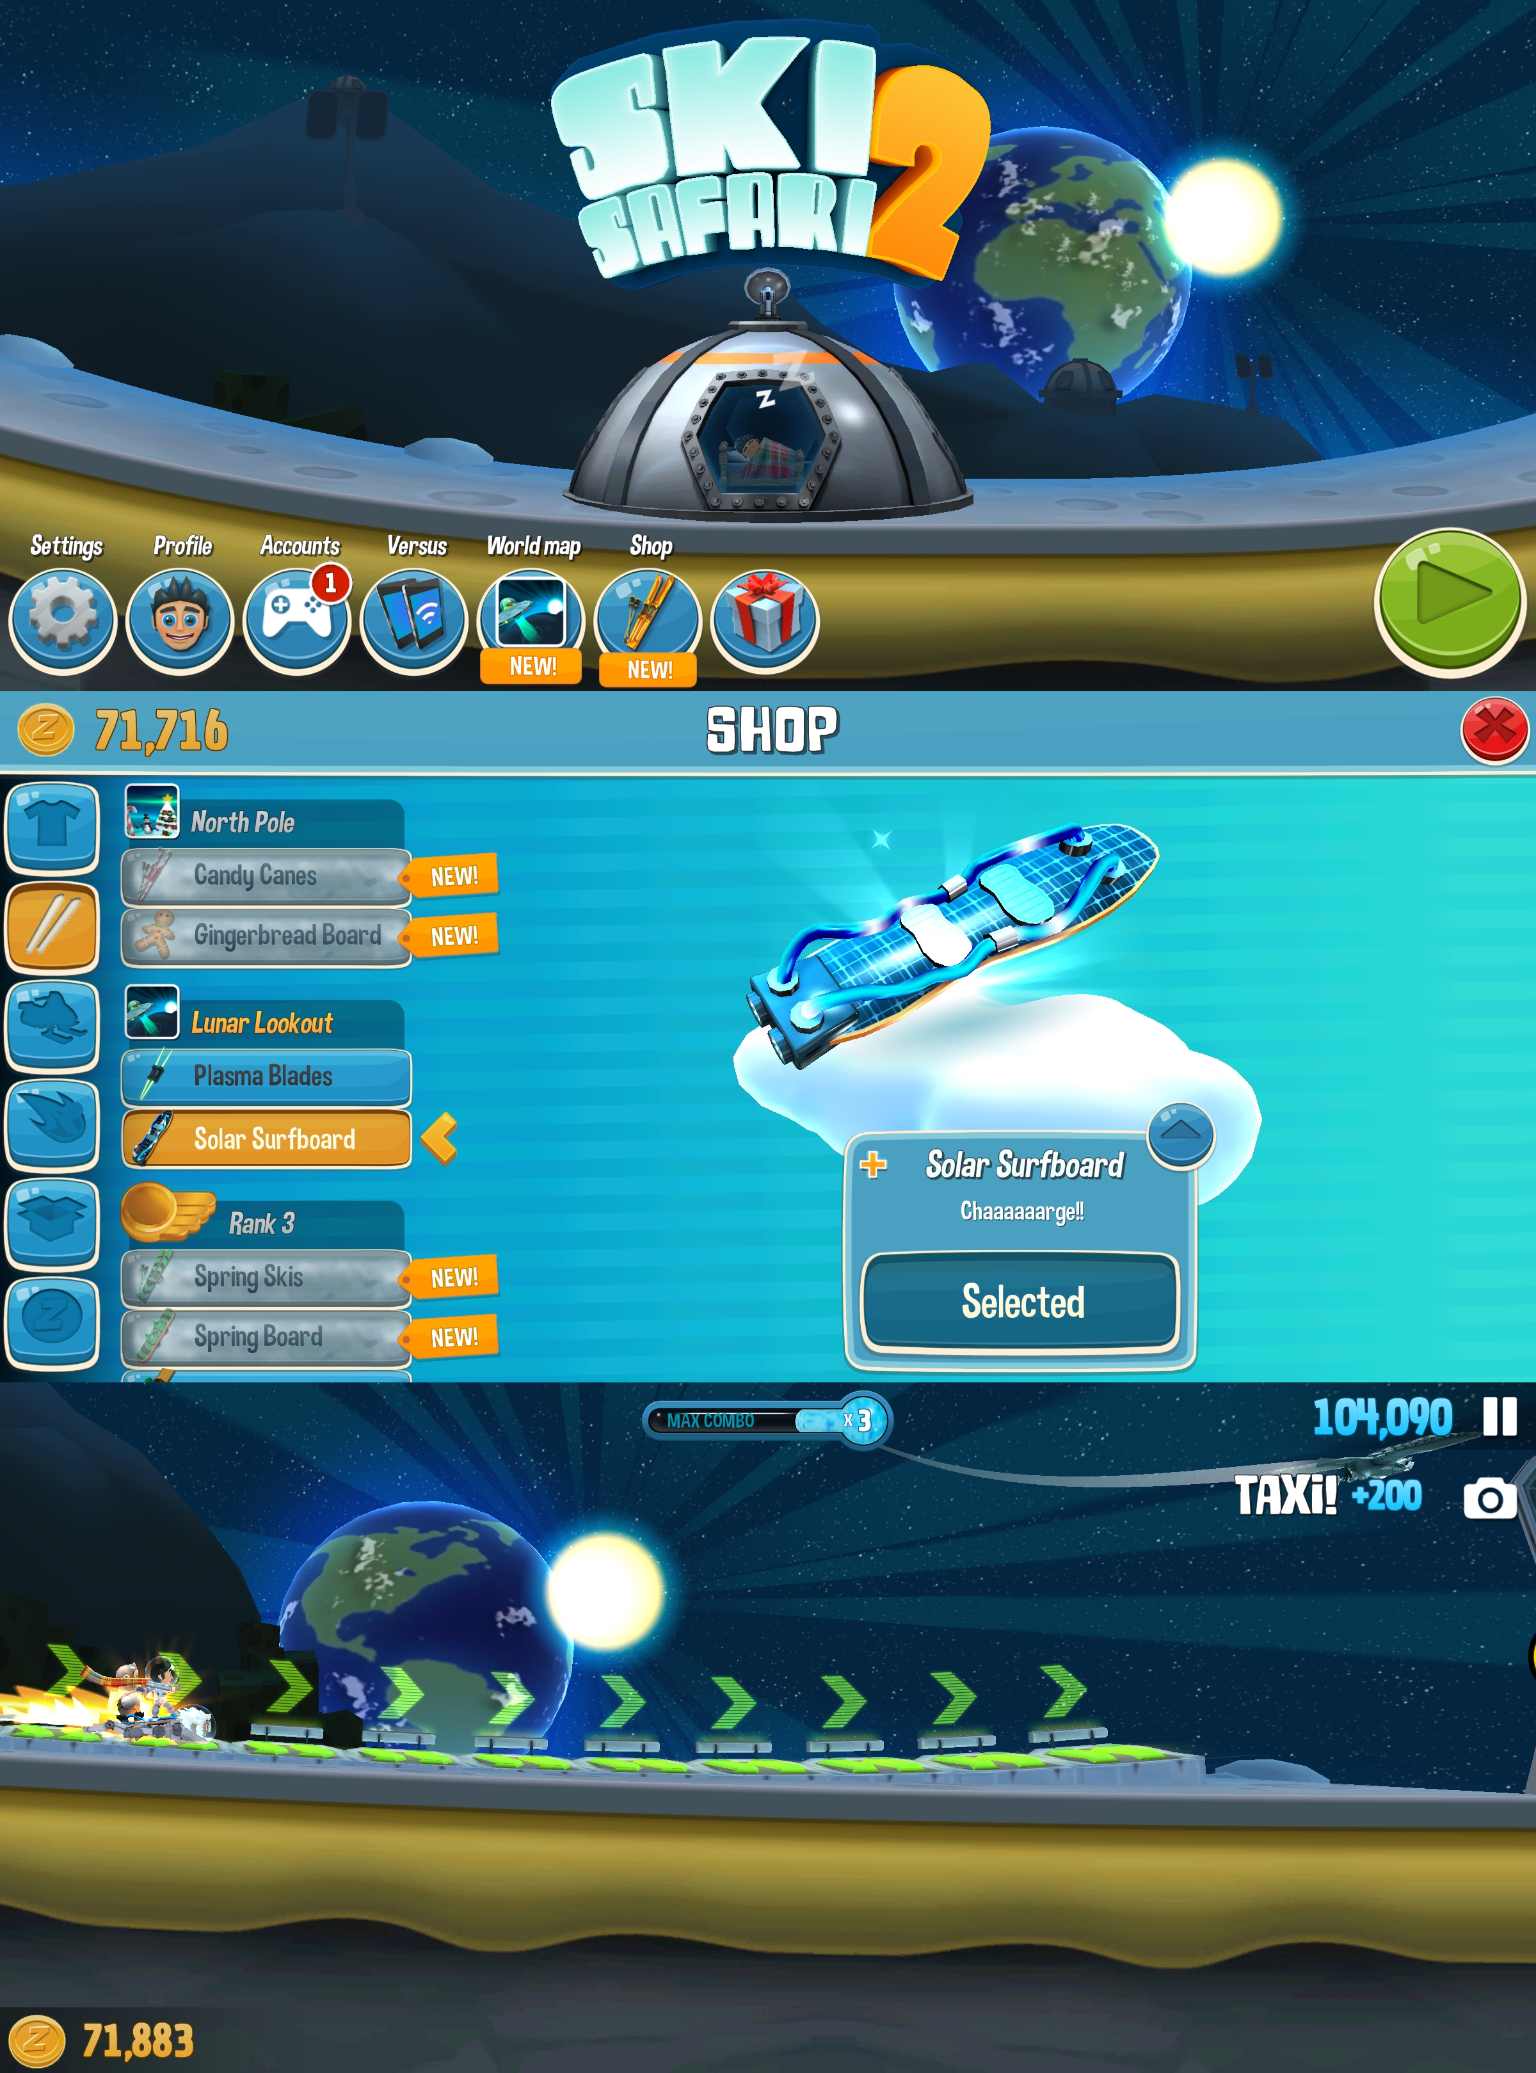 SKI
SAFARI 2
z
z
Settings
Profile
Accounts
Versus
World map
Shop
1
NEW!
NEW!
71,716
SHOP
North Pole
Candy Canes
NEW!
Gingerbread Board
NEW!
Lunar Lookout
Plasma Blades
Solar Surfboard
Rank 3
Spring Skis
NEW!
Spring Board
NEW!
Solar Surfboard
Chaaaaaarge!!
Selected
MAX COMBO
x3
104,090
TAXi! +200
71,883